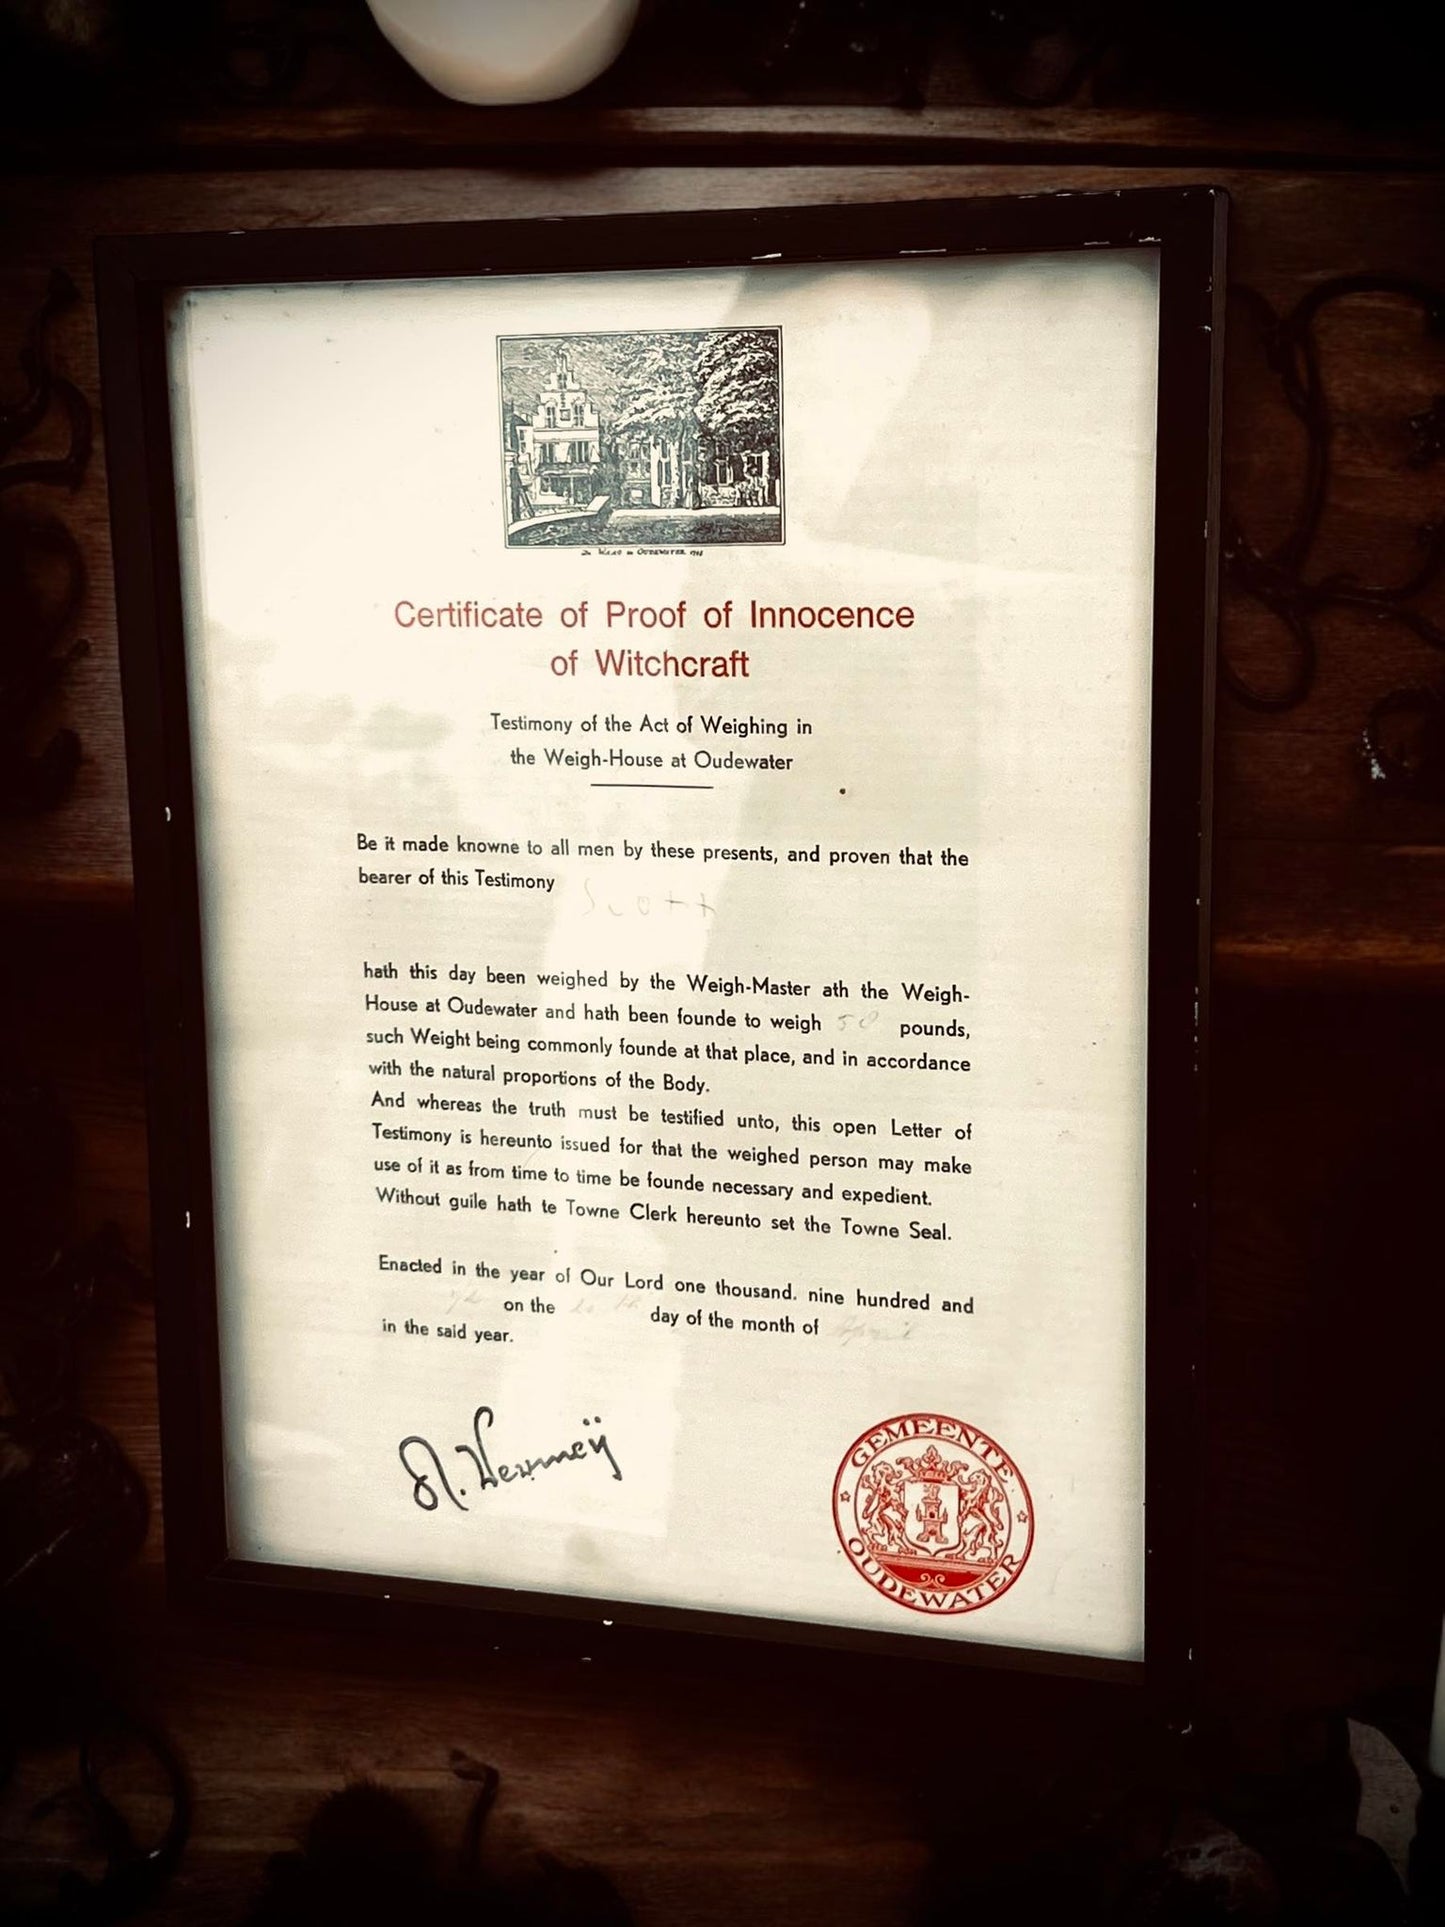 De Waag in Oudewater
Certificate of Proof of Innocence
of Witchcraft
Testimony of the Act of Weighing in
the Weigh-House at Oudewater
Be it made knowne to all men by these presents, and proven that the
bearer of this Testimony
Scott
hath this day been weighed by the Weigh-Master ath the Weigh-
House at Oudewater and hath been founde to weigh 50 pounds,
such Weight being commonly founde at that place, and in accordance
with the natural proportions of the Body.
And whereas the truth must be testified unto, this open Letter of
Testimony is hereunto issued for that the weighed person may make
use of it as from time to time be founde necessary and expedient.
Without guile hath te Towne Clerk hereunto set the Towne Seal.
Enacted in the year of Our Lord one thousand. nine hundred and
on the day of the month of April
in the said year.
GEMEENTE
OUDEWATER